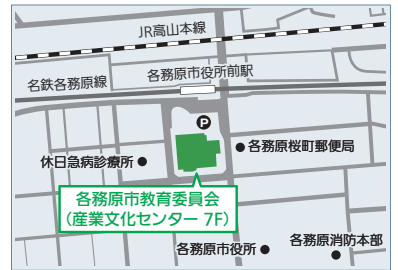 JR高山本線
各務原市役所前駅
名鉄各務原線
P
各務原桜町郵便局
休日急病診療所
各務原市教育委員会
（産業文化センター 7F）
各務原市役所
各務原消防本部